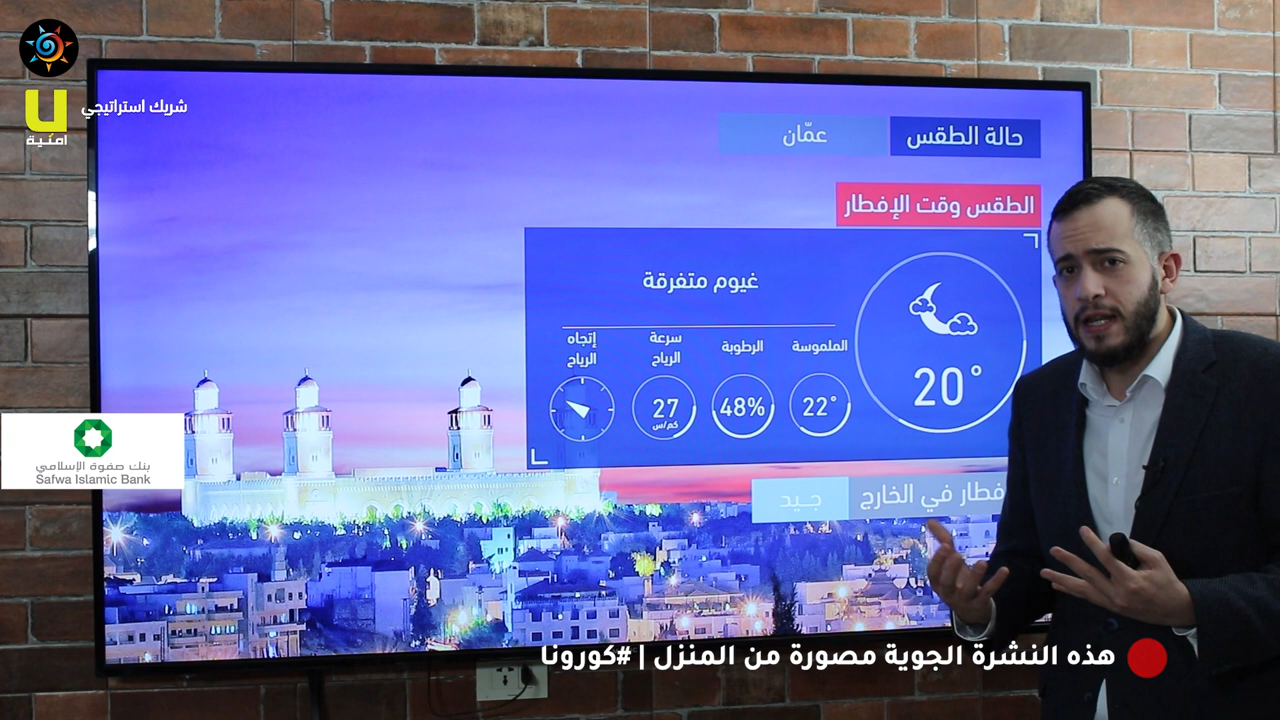 شريك استراتيجي
امنية
حالة الطقس
عمّان
الطقس وقت الإفطار
غيوم متفرقة
الملموسة
الرطوبة
سرعة
الرياح
إتجاه
الرياح
20°
22°
48%
27
كم/س
فطار في الخارج
جـيـد
بنك صفوة الإسلامي
Safwa Islamic Bank
هذه النشرة الجوية مصورة من المنزل | #كورونا